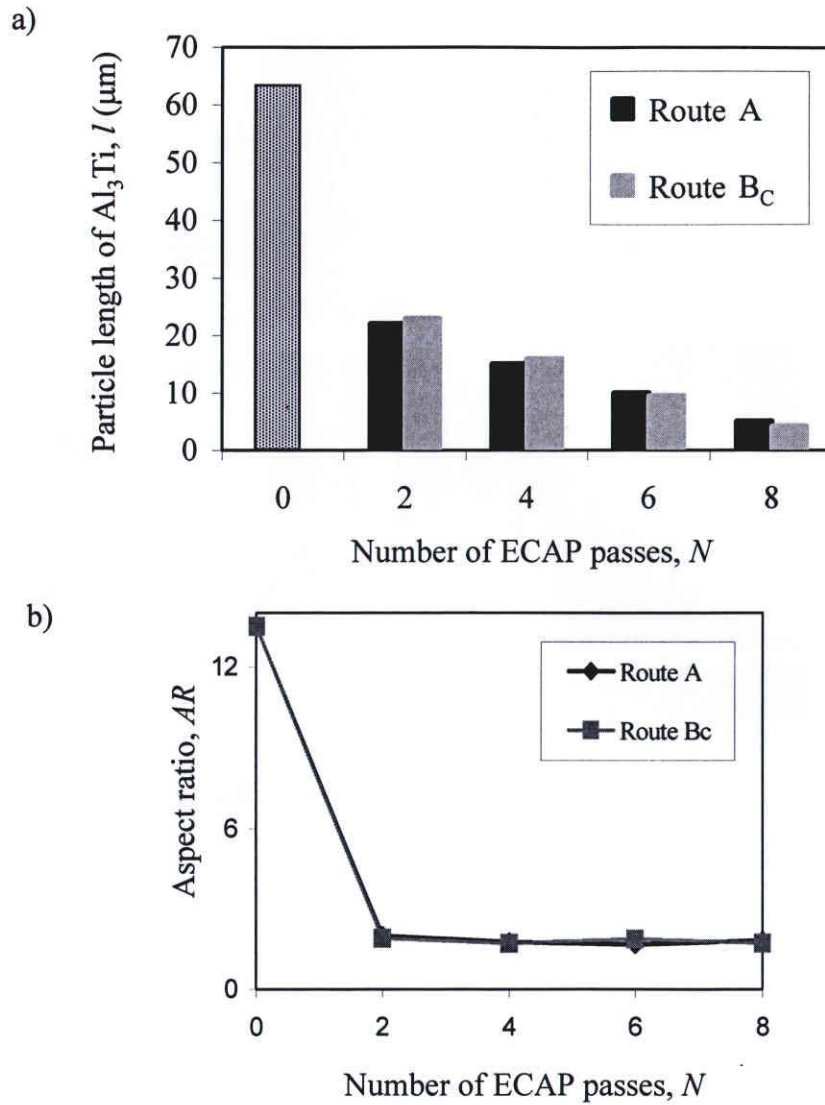 a)
70
60
50
40
30
20
10
0
Particle length of Al₃Ti, l (μm)
Route A
Route B_C
0 2 4 6 8
Number of ECAP passes, N
b)
12
6
0
Aspect ratio, AR
Route A
Route Bc
0 2 4 6 8
Number of ECAP passes, N